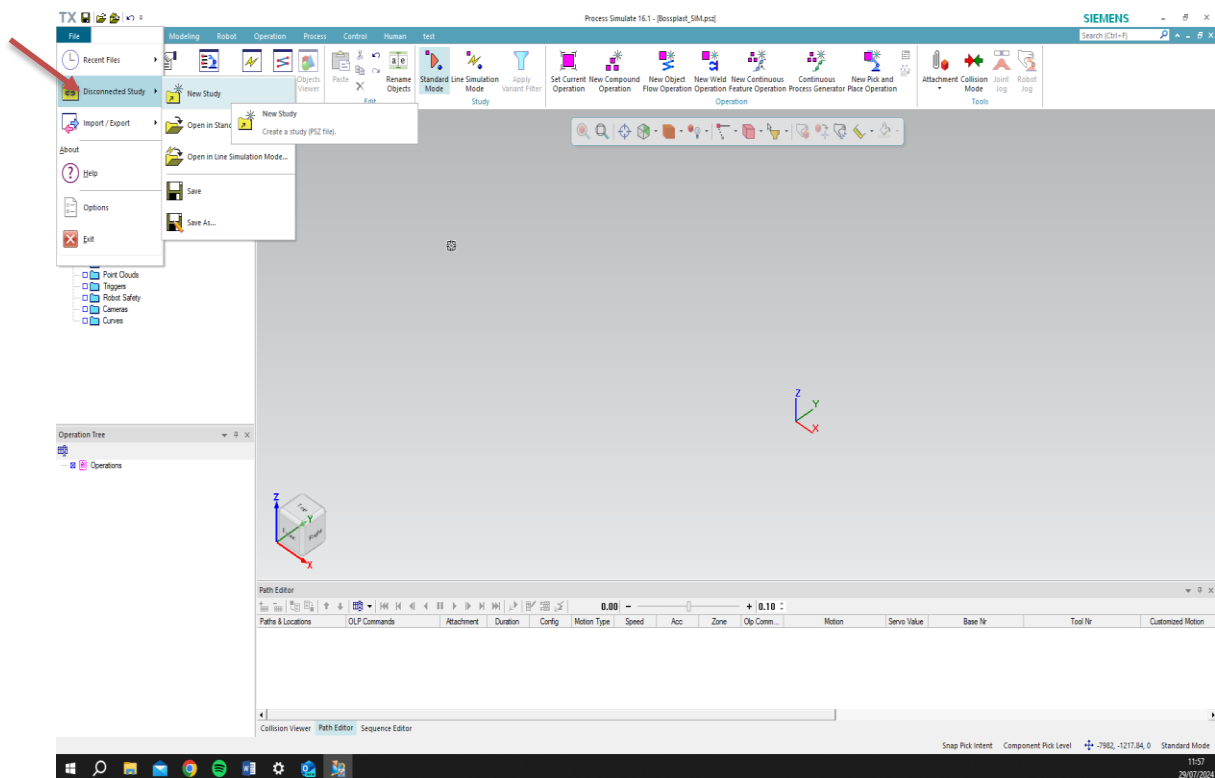 TX
Process Simulate 16.1 - [Bossplast_SIM.psz]
SIEMENS
File
Modeling
Robot
Operation
Process
Control
Human
test
Search (Ctrl+F)
Recent Files
Disconnected Study
Import / Export
About
Help
Options
Exit
New Study
Open in Stand
Open in Line Simulation Mode...
Save
Save As...
New Study
Create a study (PSZ file).
Objects
Viewer
Paste
Rename
Objects
Edit
Standard
Mode
Line Simulation
Mode
Apply
Variant Filter
Study
Set Current
Operation
New Compound
Operation
New Object
Flow Operation
New Weld
Operation
New Continuous
Feature Operation
Continuous
Process Generator
New Pick and
Place Operation
Operation
Attachment
Collision
Mode
Joint
Jog
Robot
Jog
Tools
Point Clouds
Triggers
Robot Safety
Cameras
Curves
Z
Y
X
Operation Tree
Operations
Z
Y
Right
X
Path Editor
0.00
0.10
Paths & Locations
OLP Commands
Attachment
Duration
Config
Motion Type
Speed
Acc
Zone
Olp Comm...
Motion
Servo Value
Base Nr
Tool Nr
Customized Motion
Collision Viewer
Path Editor
Sequence Editor
Snap Pick Intent
Component Pick Level
-7982, -1217.84, 0
Standard Mode
11:57
29/07/2024